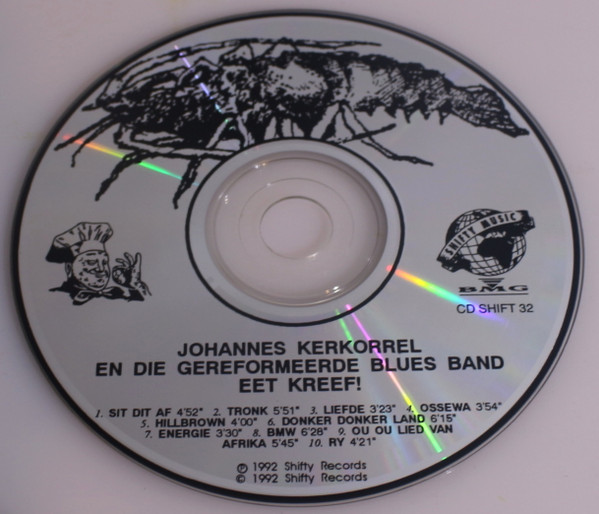 SHIFTY MUSIC
BMG
CD SHIFT 32
JOHANNES KERKORREL
EN DIE GEREFORMEERDE BLUES BAND
EET KREEF!
1. SIT DIT AF 4'52" 2. TRONK 5'51" 3. LIEFDE 3'23" 4. OSSEWA 3'54"
5. HILLBROWN 4'00" 6. DONKER DONKER LAND 6'15"
7. ENERGIE 3'30" 8. BMW 6'28" 9. OU OU LIED VAN
AFRIKA 5'45" 10. RY 4'21"
℗ 1992 Shifty Records
© 1992 Shifty Records